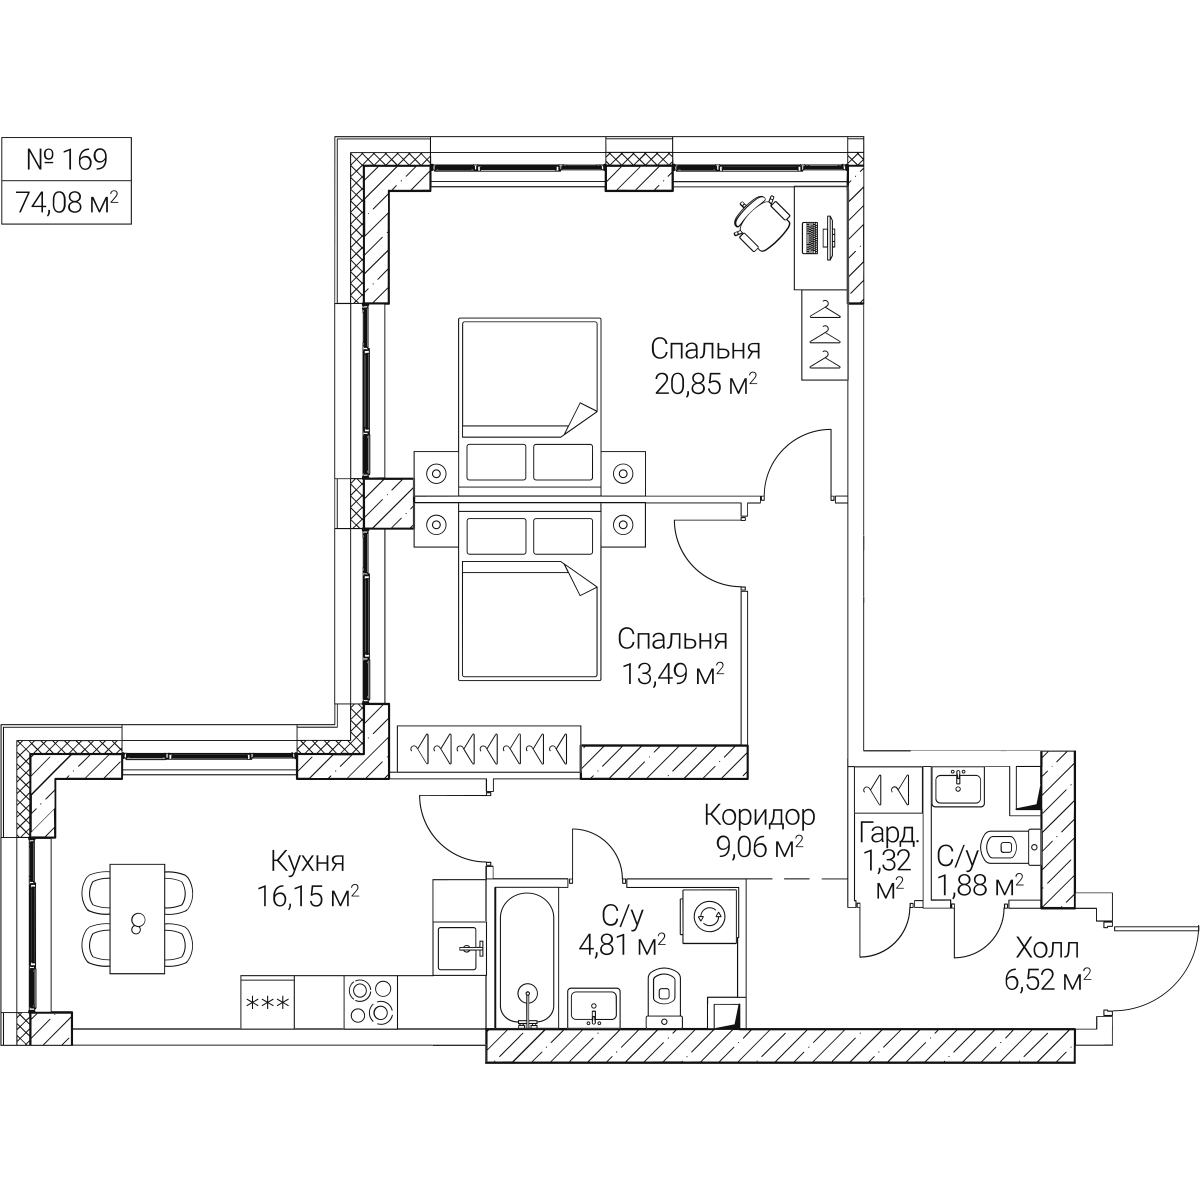 № 169
74,08 м²
Спальня
20,85 м²
Спальня
13,49 м²
Коридор
9,06 м²
Гард.
1,32
м²
С/у
1,88 м²
Кухня
16,15 м²
С/у
4,81 м²
Холл
6,52 м²
***